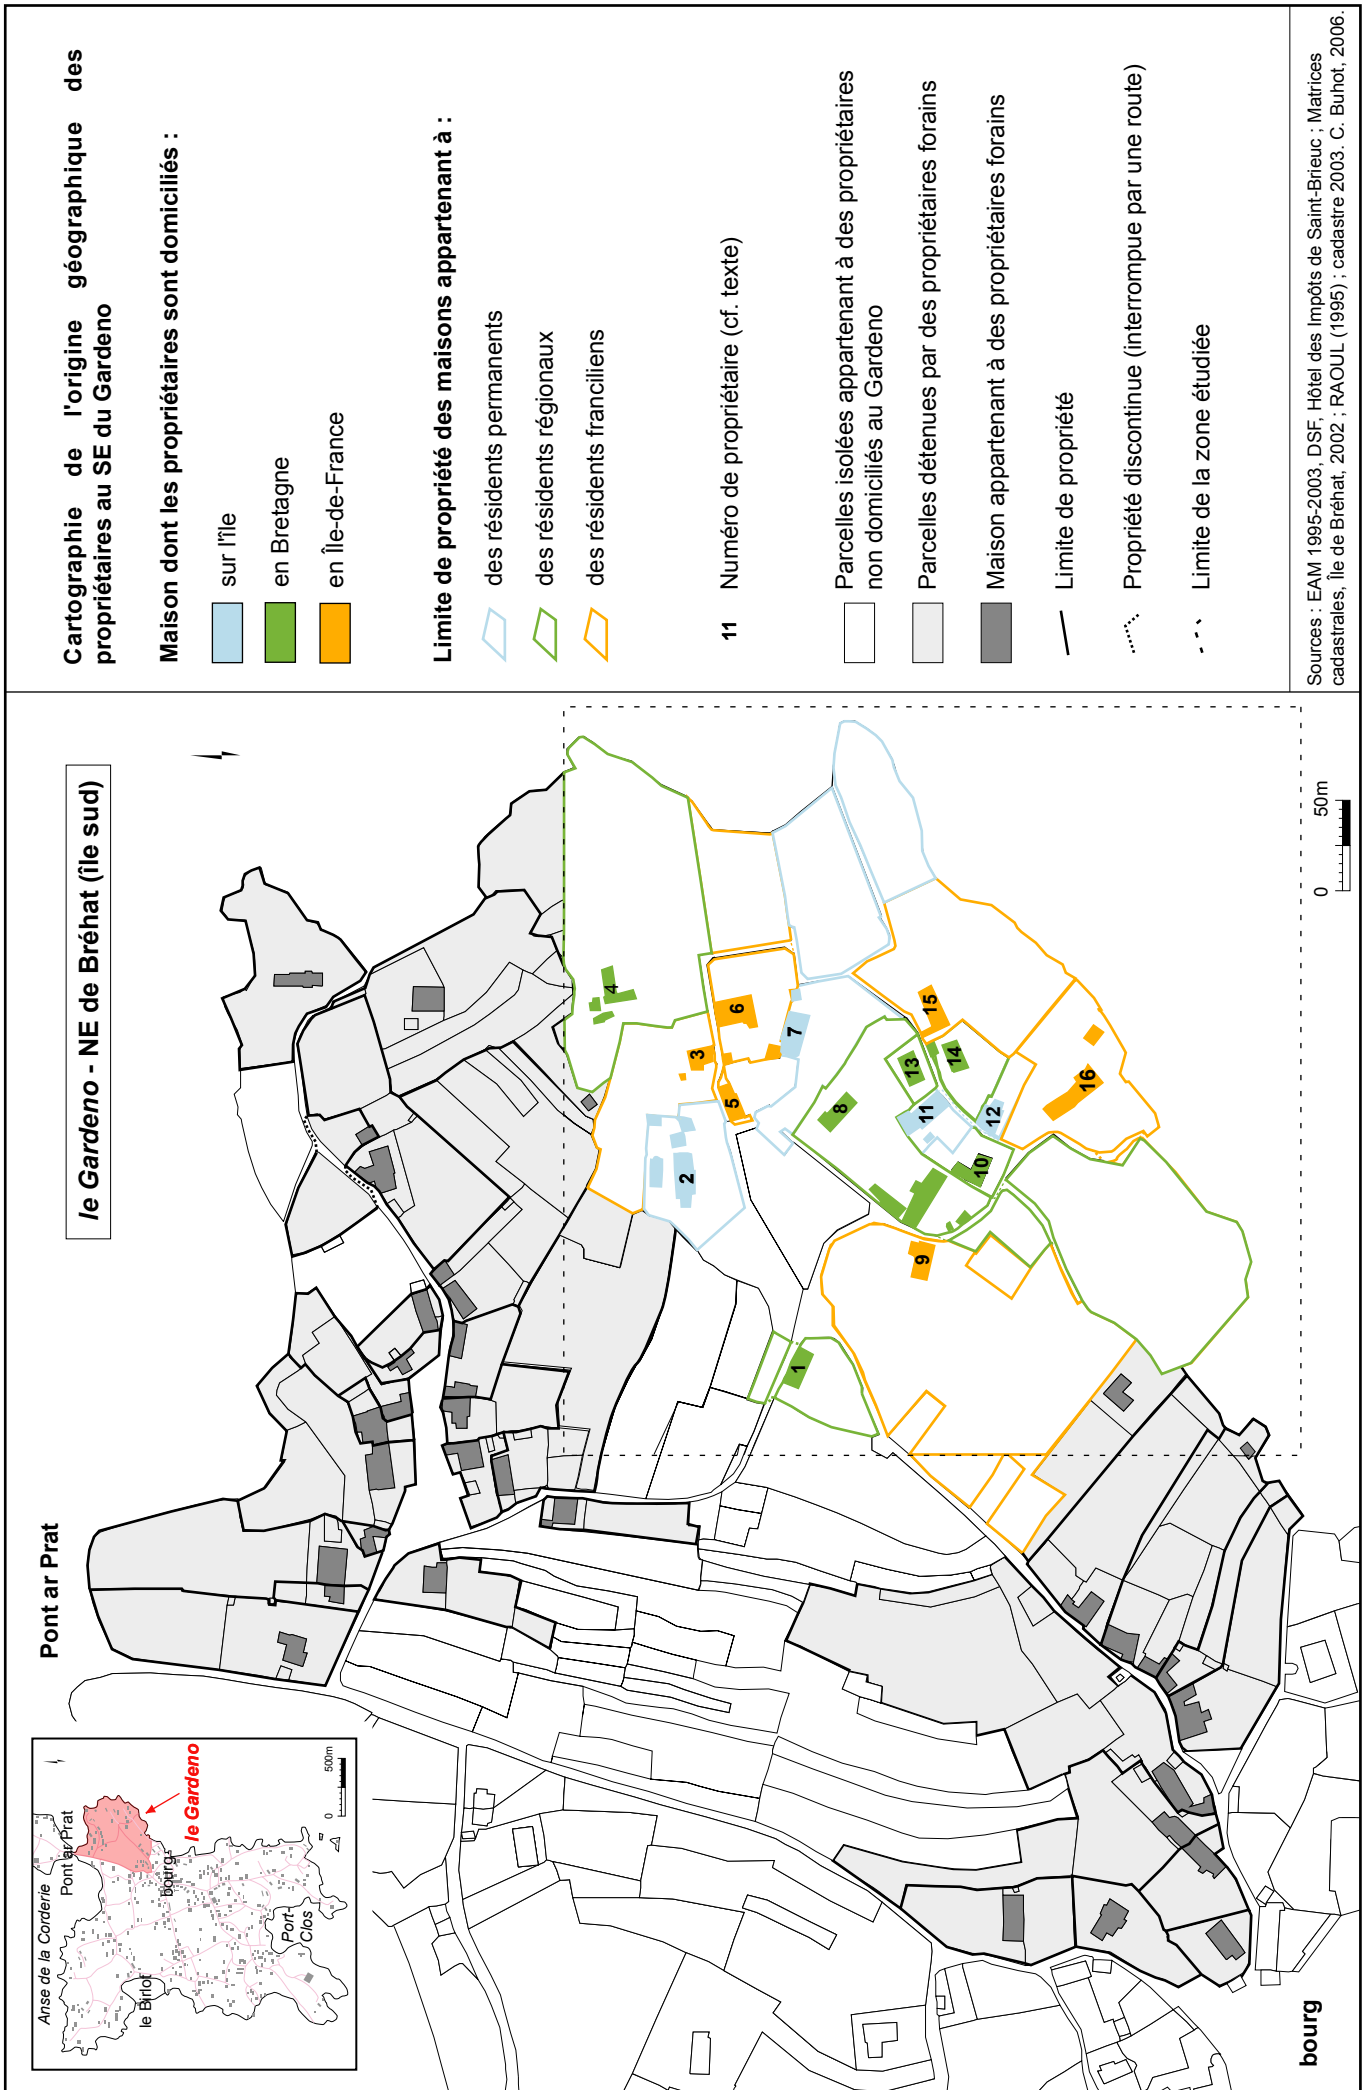 le Gardeno - NE de Bréhat (île sud)
Anse de la Corderie
Pont ar Prat
le Birlot
bourg
Port-
Clos
le Gardeno
0 500m
Pont ar Prat
bourg
1
2
3
4
5
6
7
8
9
10
11
12
13
14
15
16
0 50m
Cartographie de l'origine géographique des
propriétaires au SE du Gardeno
Maison dont les propriétaires sont domiciliés :
sur l'île
en Bretagne
en Île-de-France
Limite de propriété des maisons appartenant à :
des résidents permanents
des résidents régionaux
des résidents franciliens
11 Numéro de propriétaire (cf. texte)
Parcelles isolées appartenant à des propriétaires
non domiciliés au Gardeno
Parcelles détenues par des propriétaires forains
Maison appartenant à des propriétaires forains
Limite de propriété
Propriété discontinue (interrompue par une route)
Limite de la zone étudiée
Sources : EAM 1995-2003, DSF, Hôtel des Impôts de Saint-Brieuc ; Matrices
cadastrales, Île de Bréhat, 2002 ; RAOUL (1995) ; cadastre 2003. C. Buhot, 2006.